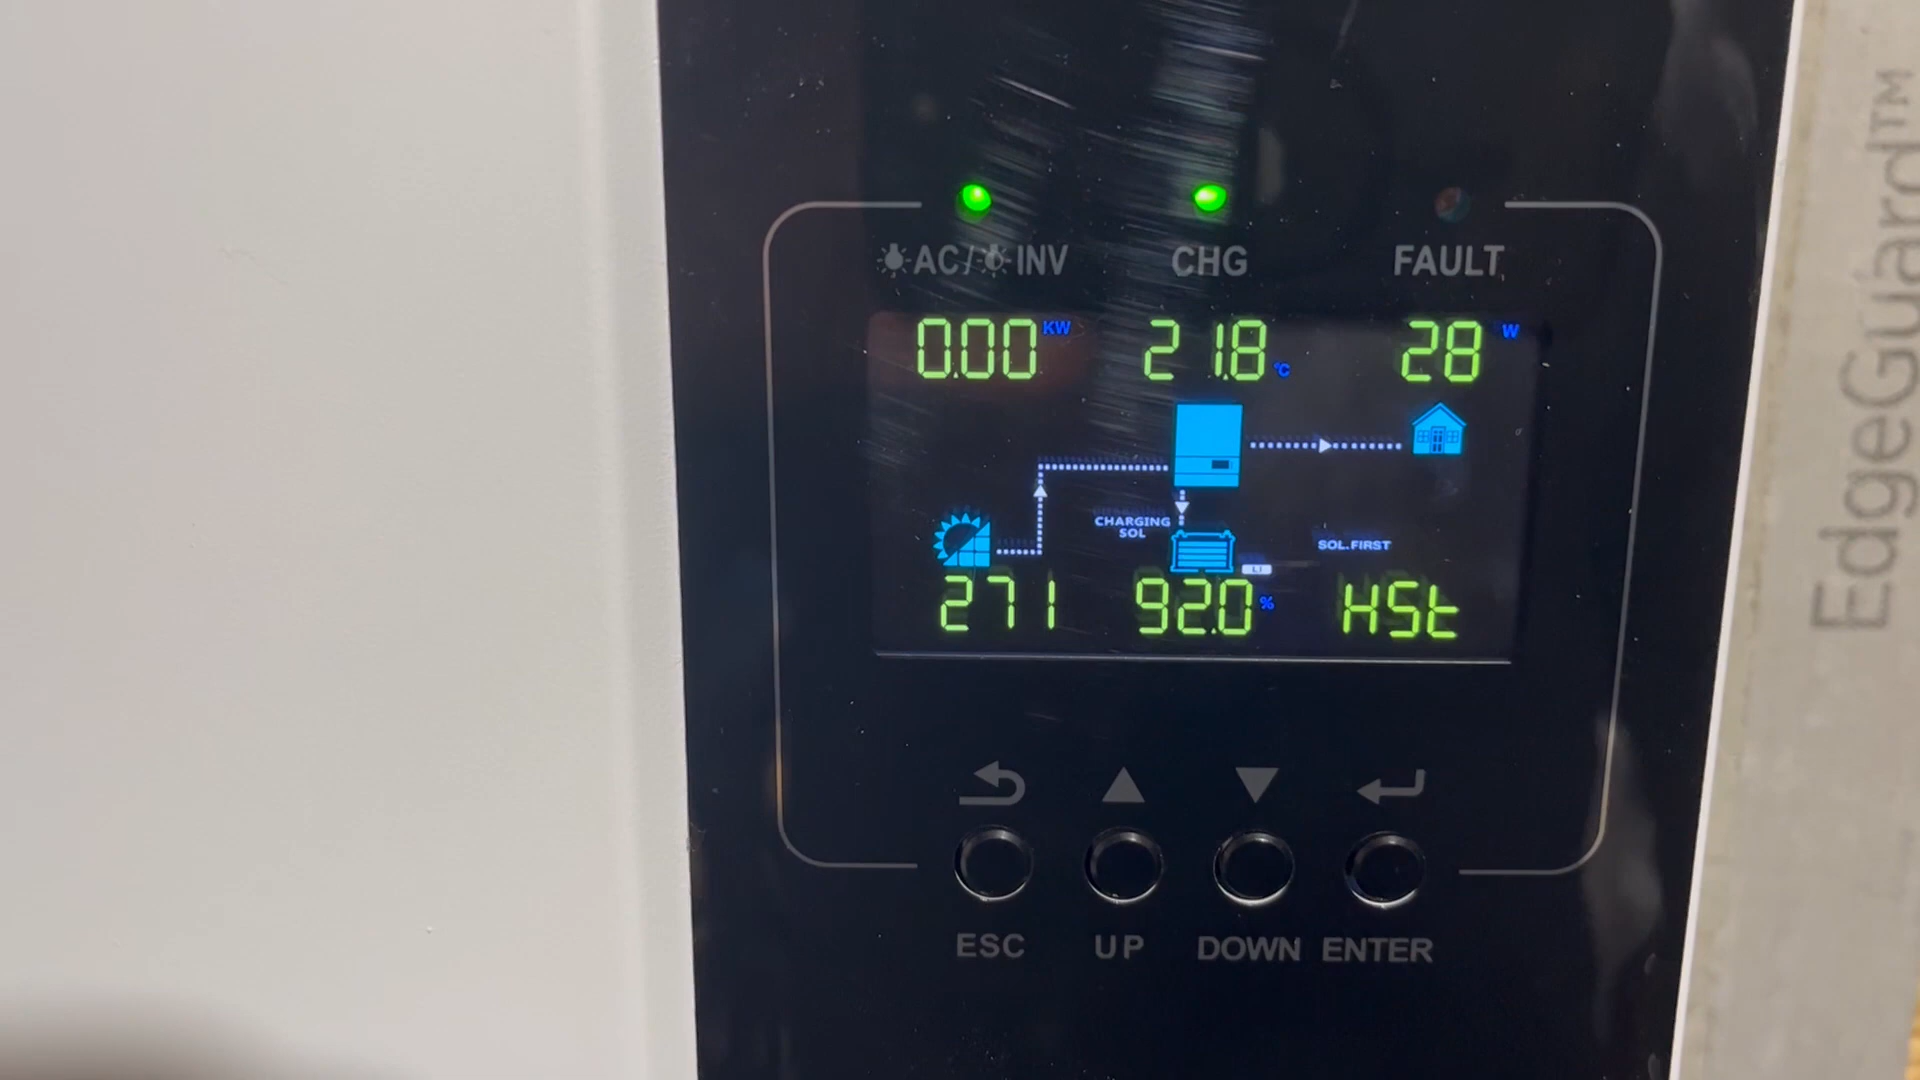 AC/ INV
CHG
FAULT
0.00 KW
21.8 °C
28 W
CHARGING
SOL
SOL.FIRST
LI
271
92.0 %
HSt
ESC
UP
DOWN
ENTER
EdgeGuard™